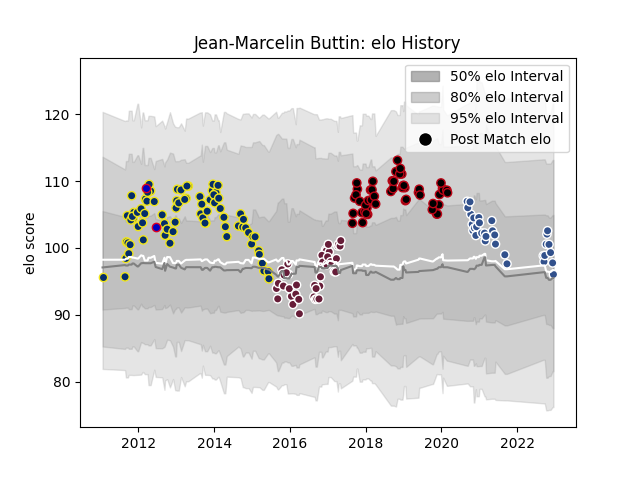 Jean-Marcelin Buttin: elo History
50% elo Interval
80% elo Interval
95% elo Interval
Post Match elo
elo score
120
110
100
90
80
2012
2014
2016
2018
2020
2022